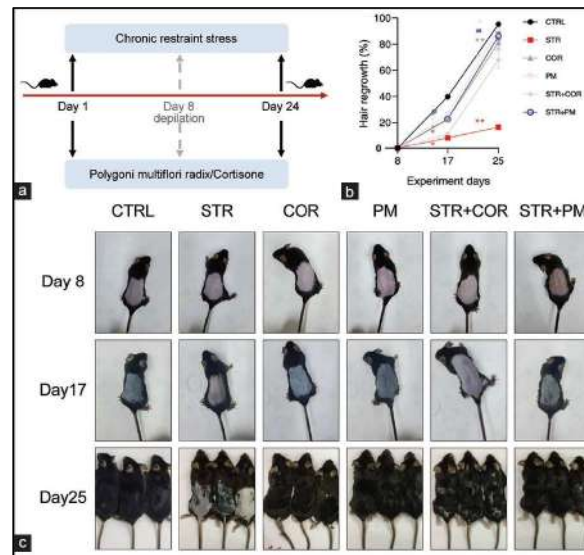 Chronic restraint stress
Day 1
Day 8
depilation
Day 24
Polygoni multiflori radix/Cortisone
a
Hair regrowth (%)
100
80
60
40
20
0
8
17
25
Experiment days
CTRL
STR
COR
PM
STR+COR
STR+PM
b
CTRL
STR
COR
PM
STR+COR
STR+PM
Day 8
Day17
Day25
c